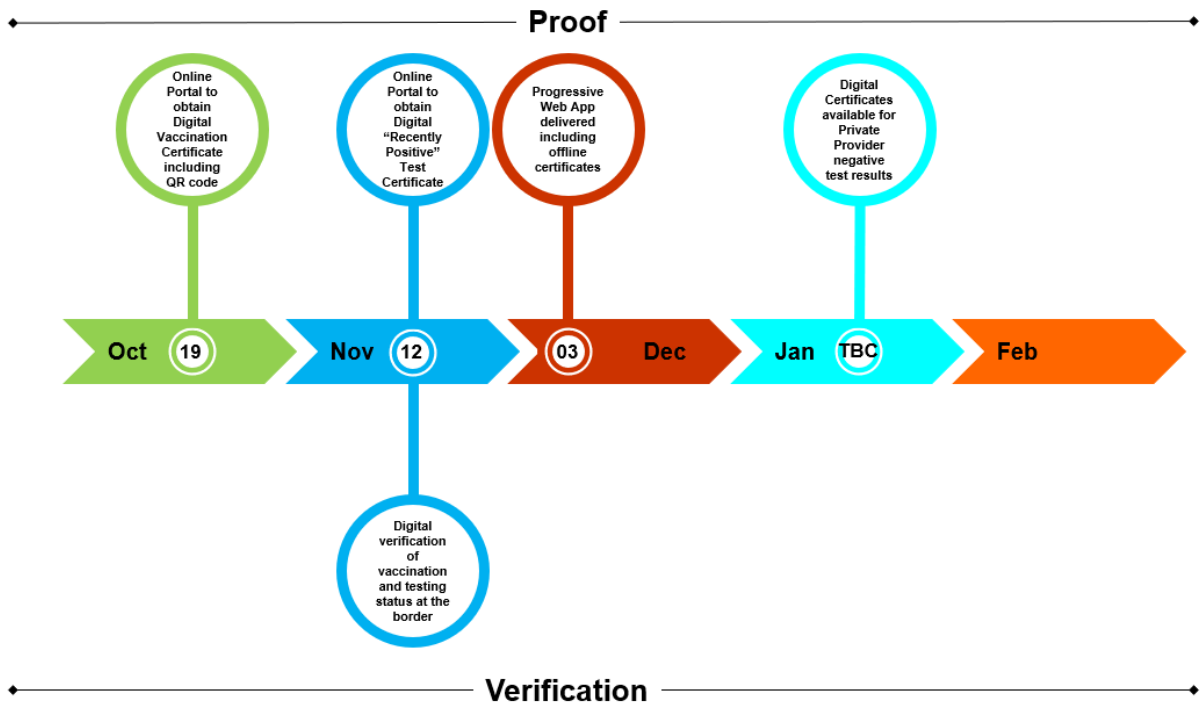 Proof
Online
Portal to
obtain
Digital
Vaccination
Certificate
including
QR code
Online
Portal to
obtain
Digital
“Recently
Positive”
Test
Certificate
Progressive
Web App
delivered
including
offline
certificates
Digital
Certificates
available for
Private
Provider
negative
test results
Oct 19
Nov 12
03 Dec
Jan TBC
Feb
Digital
verification
of
vaccination
and testing
status at the
border
Verification